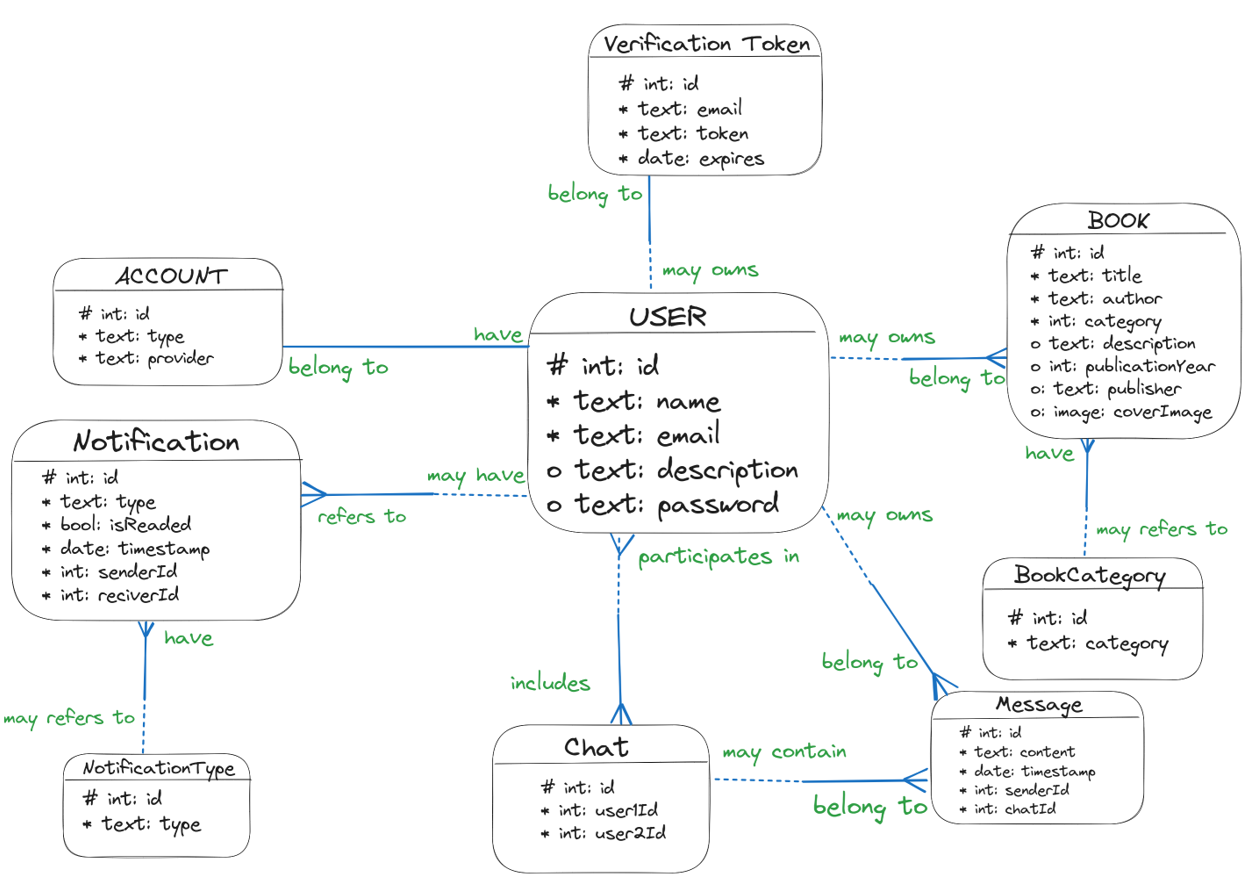 Verification Token
# int: id
* text: email
* text: token
* date: expires
belong to
may owns
ACCOUNT
# int: id
* text: type
* text: provider
have
belong to
USER
# int: id
* text: name
* text: email
o text: description
o text: password
may owns
belong to
BOOK
# int: id
* text: title
* text: author
* int: category
o text: description
o int: publicationYear
o: text: publisher
o: image: coverImage
have
may refers to
BookCategory
# int: id
* text: category
Notification
# int: id
* text: type
* bool: isReaded
* date: timestamp
* int: senderId
* int: reciverId
may have
refers to
have
may refers to
NotificationType
# int: id
* text: type
participates in
includes
Chat
# int: id
* int: user1Id
* int: user2Id
may owns
belong to
may contain
belong to
Message
# int: id
* text: content
* date: timestamp
* int: senderId
* int: chatId